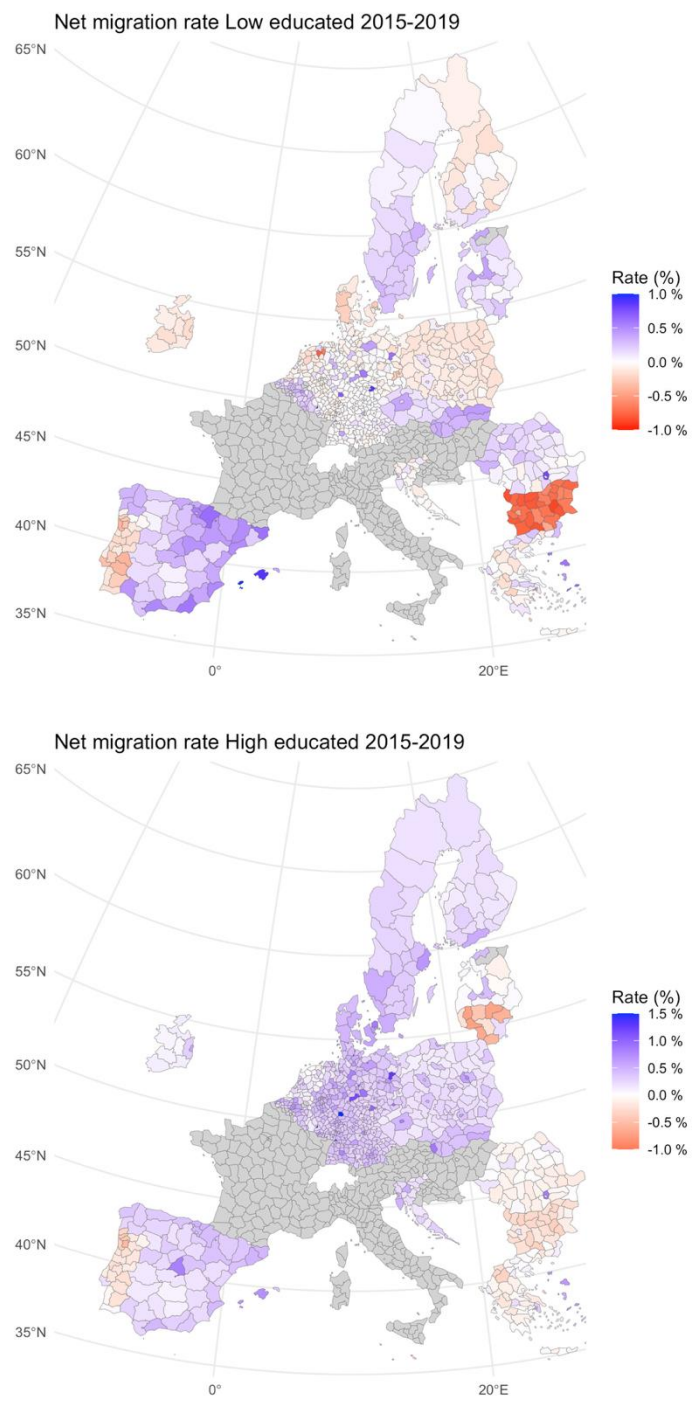 Net migration rate Low educated 2015-2019
65°N
60°N
55°N
50°N
45°N
40°N
35°N
0°
20°E
Rate (%)
1.0 %
0.5 %
0.0 %
-0.5 %
-1.0 %
Net migration rate High educated 2015-2019
65°N
60°N
55°N
50°N
45°N
40°N
35°N
0°
20°E
Rate (%)
1.5 %
1.0 %
0.5 %
0.0 %
-0.5 %
-1.0 %